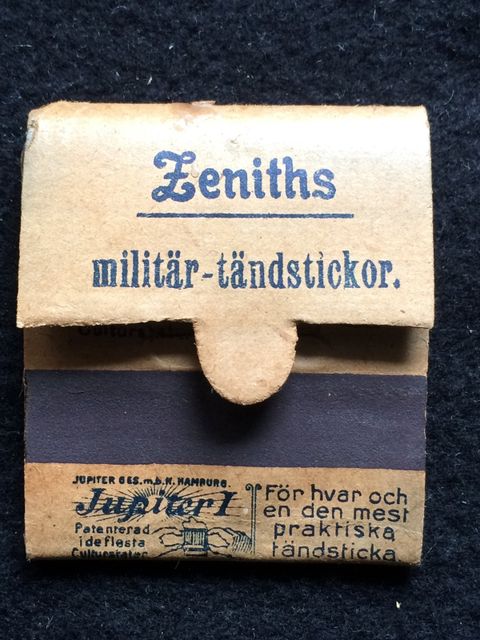 Zeniths
militär-tändstickor.
JUPITER GES.m.b.H. HAMBURG.
Jupiter I
Patenterad
i de flesta
Culturstater
För hvar och
en den mest
praktiska
tändsticka